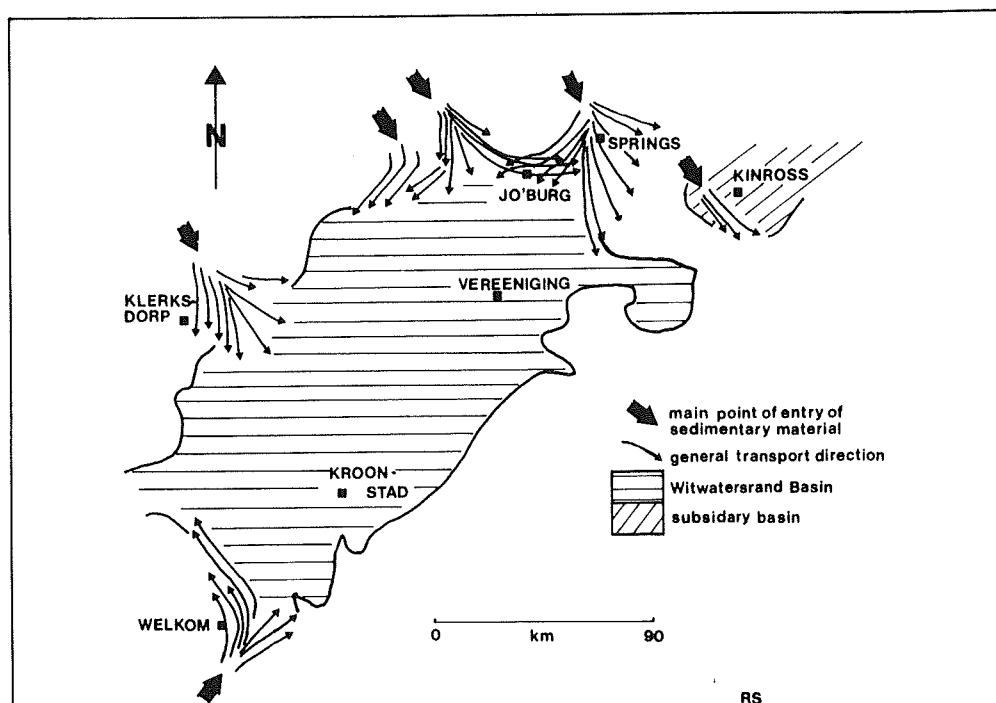 N
SPRINGS
KINROSS
JO'BURG
VEREENIGING
KLERKS-
DORP
KROON-
STAD
WELKOM
main point of entry of
sedimentary material
general transport direction
Witwatersrand Basin
subsidary basin
0 km 90
RS